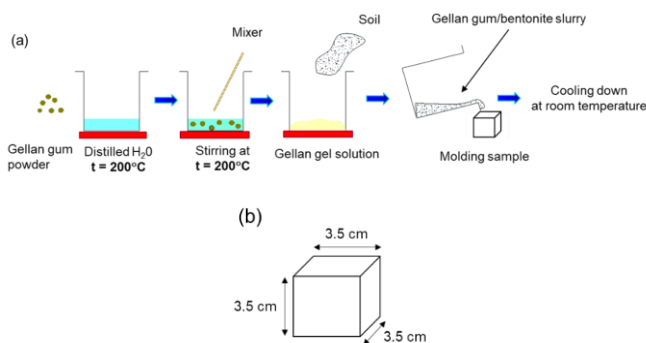 (a)
Mixer
Soil
Gellan gum/bentonite slurry
Cooling down
at room temperature
Gellan gum
powder
Distilled H₂0
t = 200°C
Stirring at
t = 200°C
Gellan gel solution
Molding sample
(b)
3.5 cm
3.5 cm
3.5 cm